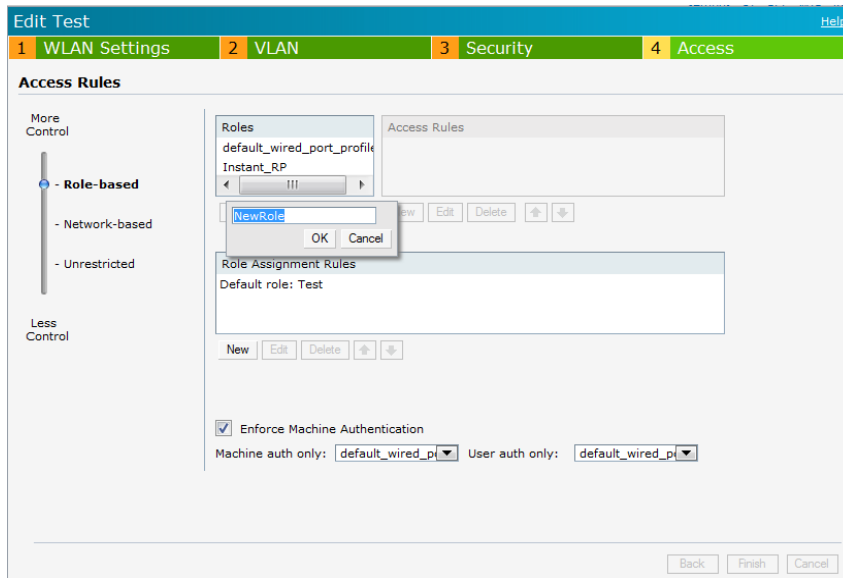 Edit Test
Help
1 WLAN Settings 2 VLAN 3 Security 4 Access
Access Rules
More
Control
- Role-based
- Network-based
- Unrestricted
Less
Control
Roles
default_wired_port_profile
Instant_RP
Access Rules
NewRole
OK Cancel
Edit Delete
Role Assignment Rules
Default role: Test
New Edit Delete
Enforce Machine Authentication
Machine auth only: default_wired_p User auth only: default_wired_p
Back Finish Cancel